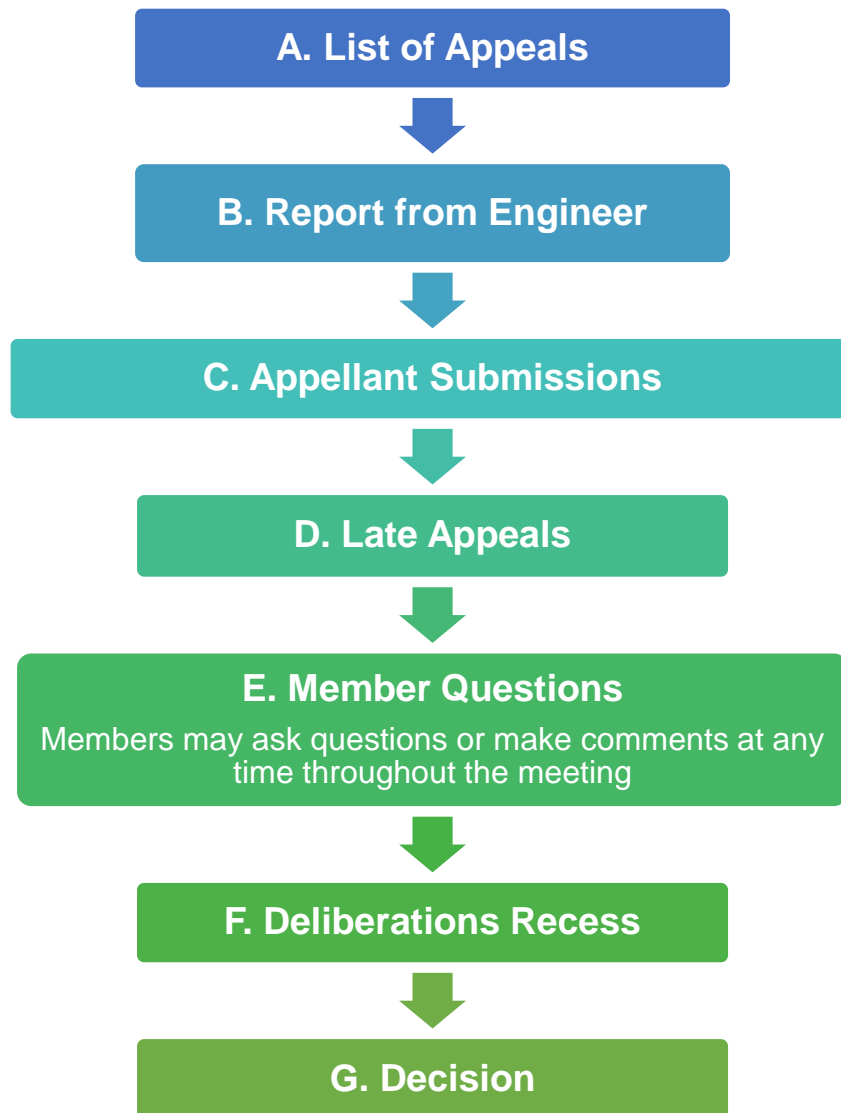 A. List of Appeals
B. Report from Engineer
C. Appellant Submissions
D. Late Appeals
E. Member Questions
Members may ask questions or make comments at any
time throughout the meeting
F. Deliberations Recess
G. Decision